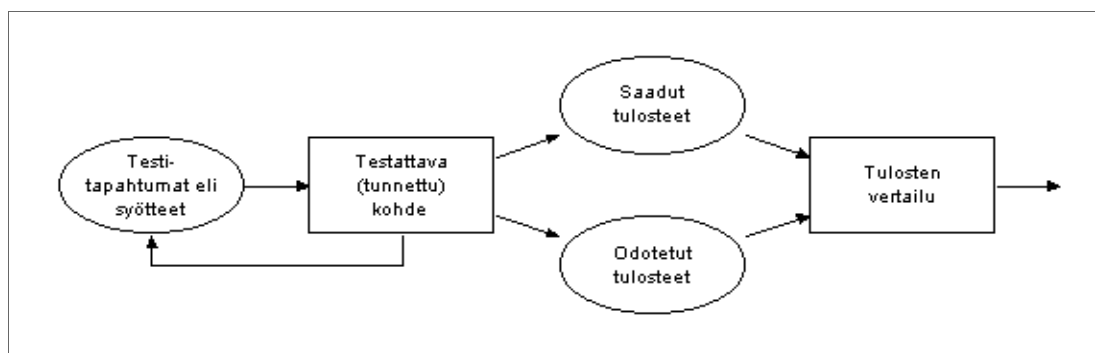 Testi-
tapahtumat eli
syötteet
Testattava
(tunnettu)
kohde
Saadut
tulosteet
Odotetut
tulosteet
Tulosten
vertailu